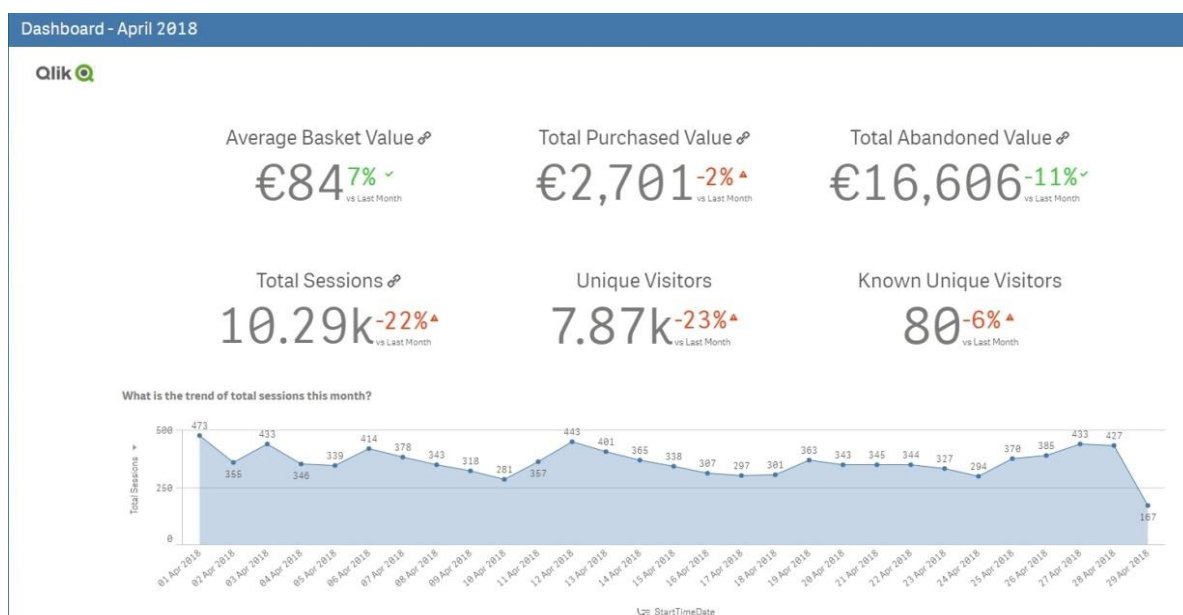 Dashboard - April 2018
Qlik
Average Basket Value
€84 7%
vs Last Month
Total Purchased Value
€2,701 -2%
vs Last Month
Total Abandoned Value
€16,606 -11%
vs Last Month
Total Sessions
10.29k -22%
vs Last Month
Unique Visitors
7.87k -23%
vs Last Month
Known Unique Visitors
80 -6%
vs Last Month
What is the trend of total sessions this month?
Total Sessions
500
250
0
473
355
433
346
339
414
378
343
318
281
357
443
401
365
338
307
297
301
363
343
345
344
327
294
370
385
433
427
167
01 Apr 2018
02 Apr 2018
03 Apr 2018
04 Apr 2018
05 Apr 2018
06 Apr 2018
07 Apr 2018
08 Apr 2018
09 Apr 2018
10 Apr 2018
11 Apr 2018
12 Apr 2018
13 Apr 2018
14 Apr 2018
15 Apr 2018
16 Apr 2018
17 Apr 2018
18 Apr 2018
19 Apr 2018
20 Apr 2018
21 Apr 2018
22 Apr 2018
23 Apr 2018
24 Apr 2018
25 Apr 2018
26 Apr 2018
27 Apr 2018
28 Apr 2018
29 Apr 2018
StartTimeDate